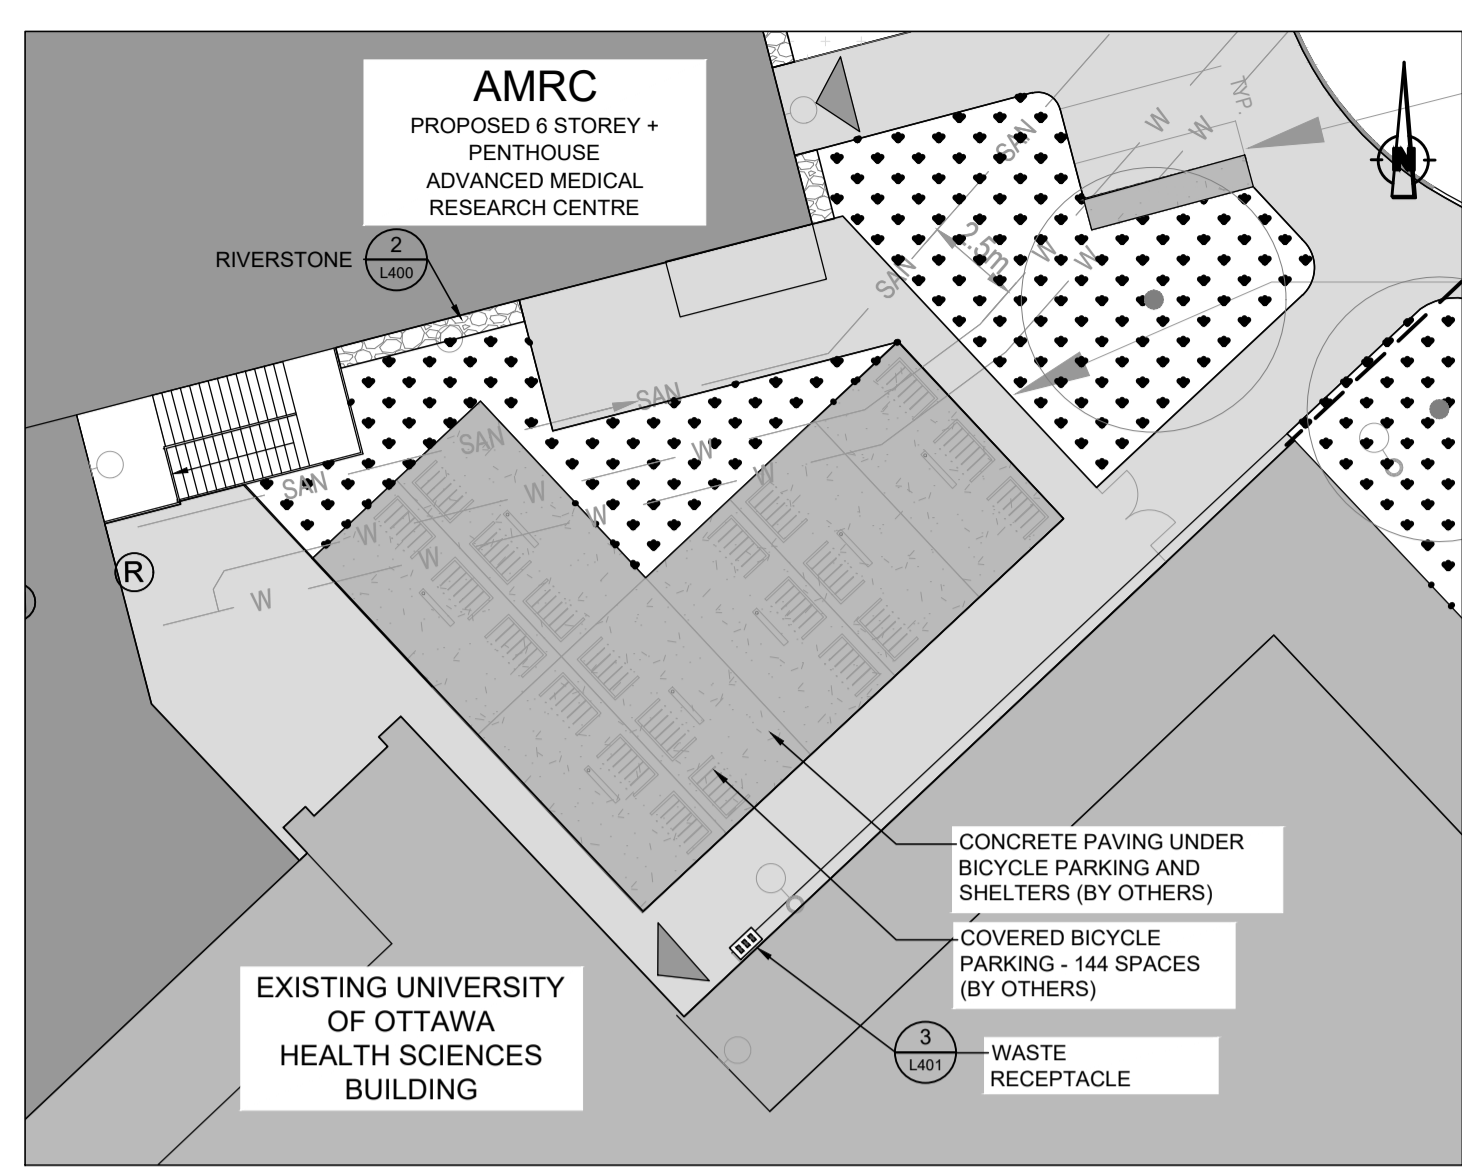 AMRC
PROPOSED 6 STOREY +
PENTHOUSE
ADVANCED MEDICAL
RESEARCH CENTRE
TYP.
W
W
SAN
N
RIVERSTONE
2
L400
2.5m
W
W
SAN
SAN
SAN
W
W
SAN
W
W
W
W
R
W
CONCRETE PAVING UNDER
BICYCLE PARKING AND
SHELTERS (BY OTHERS)
COVERED BICYCLE
PARKING - 144 SPACES
(BY OTHERS)
EXISTING UNIVERSITY
OF OTTAWA
HEALTH SCIENCES
BUILDING
3
L401
WASTE
RECEPTACLE